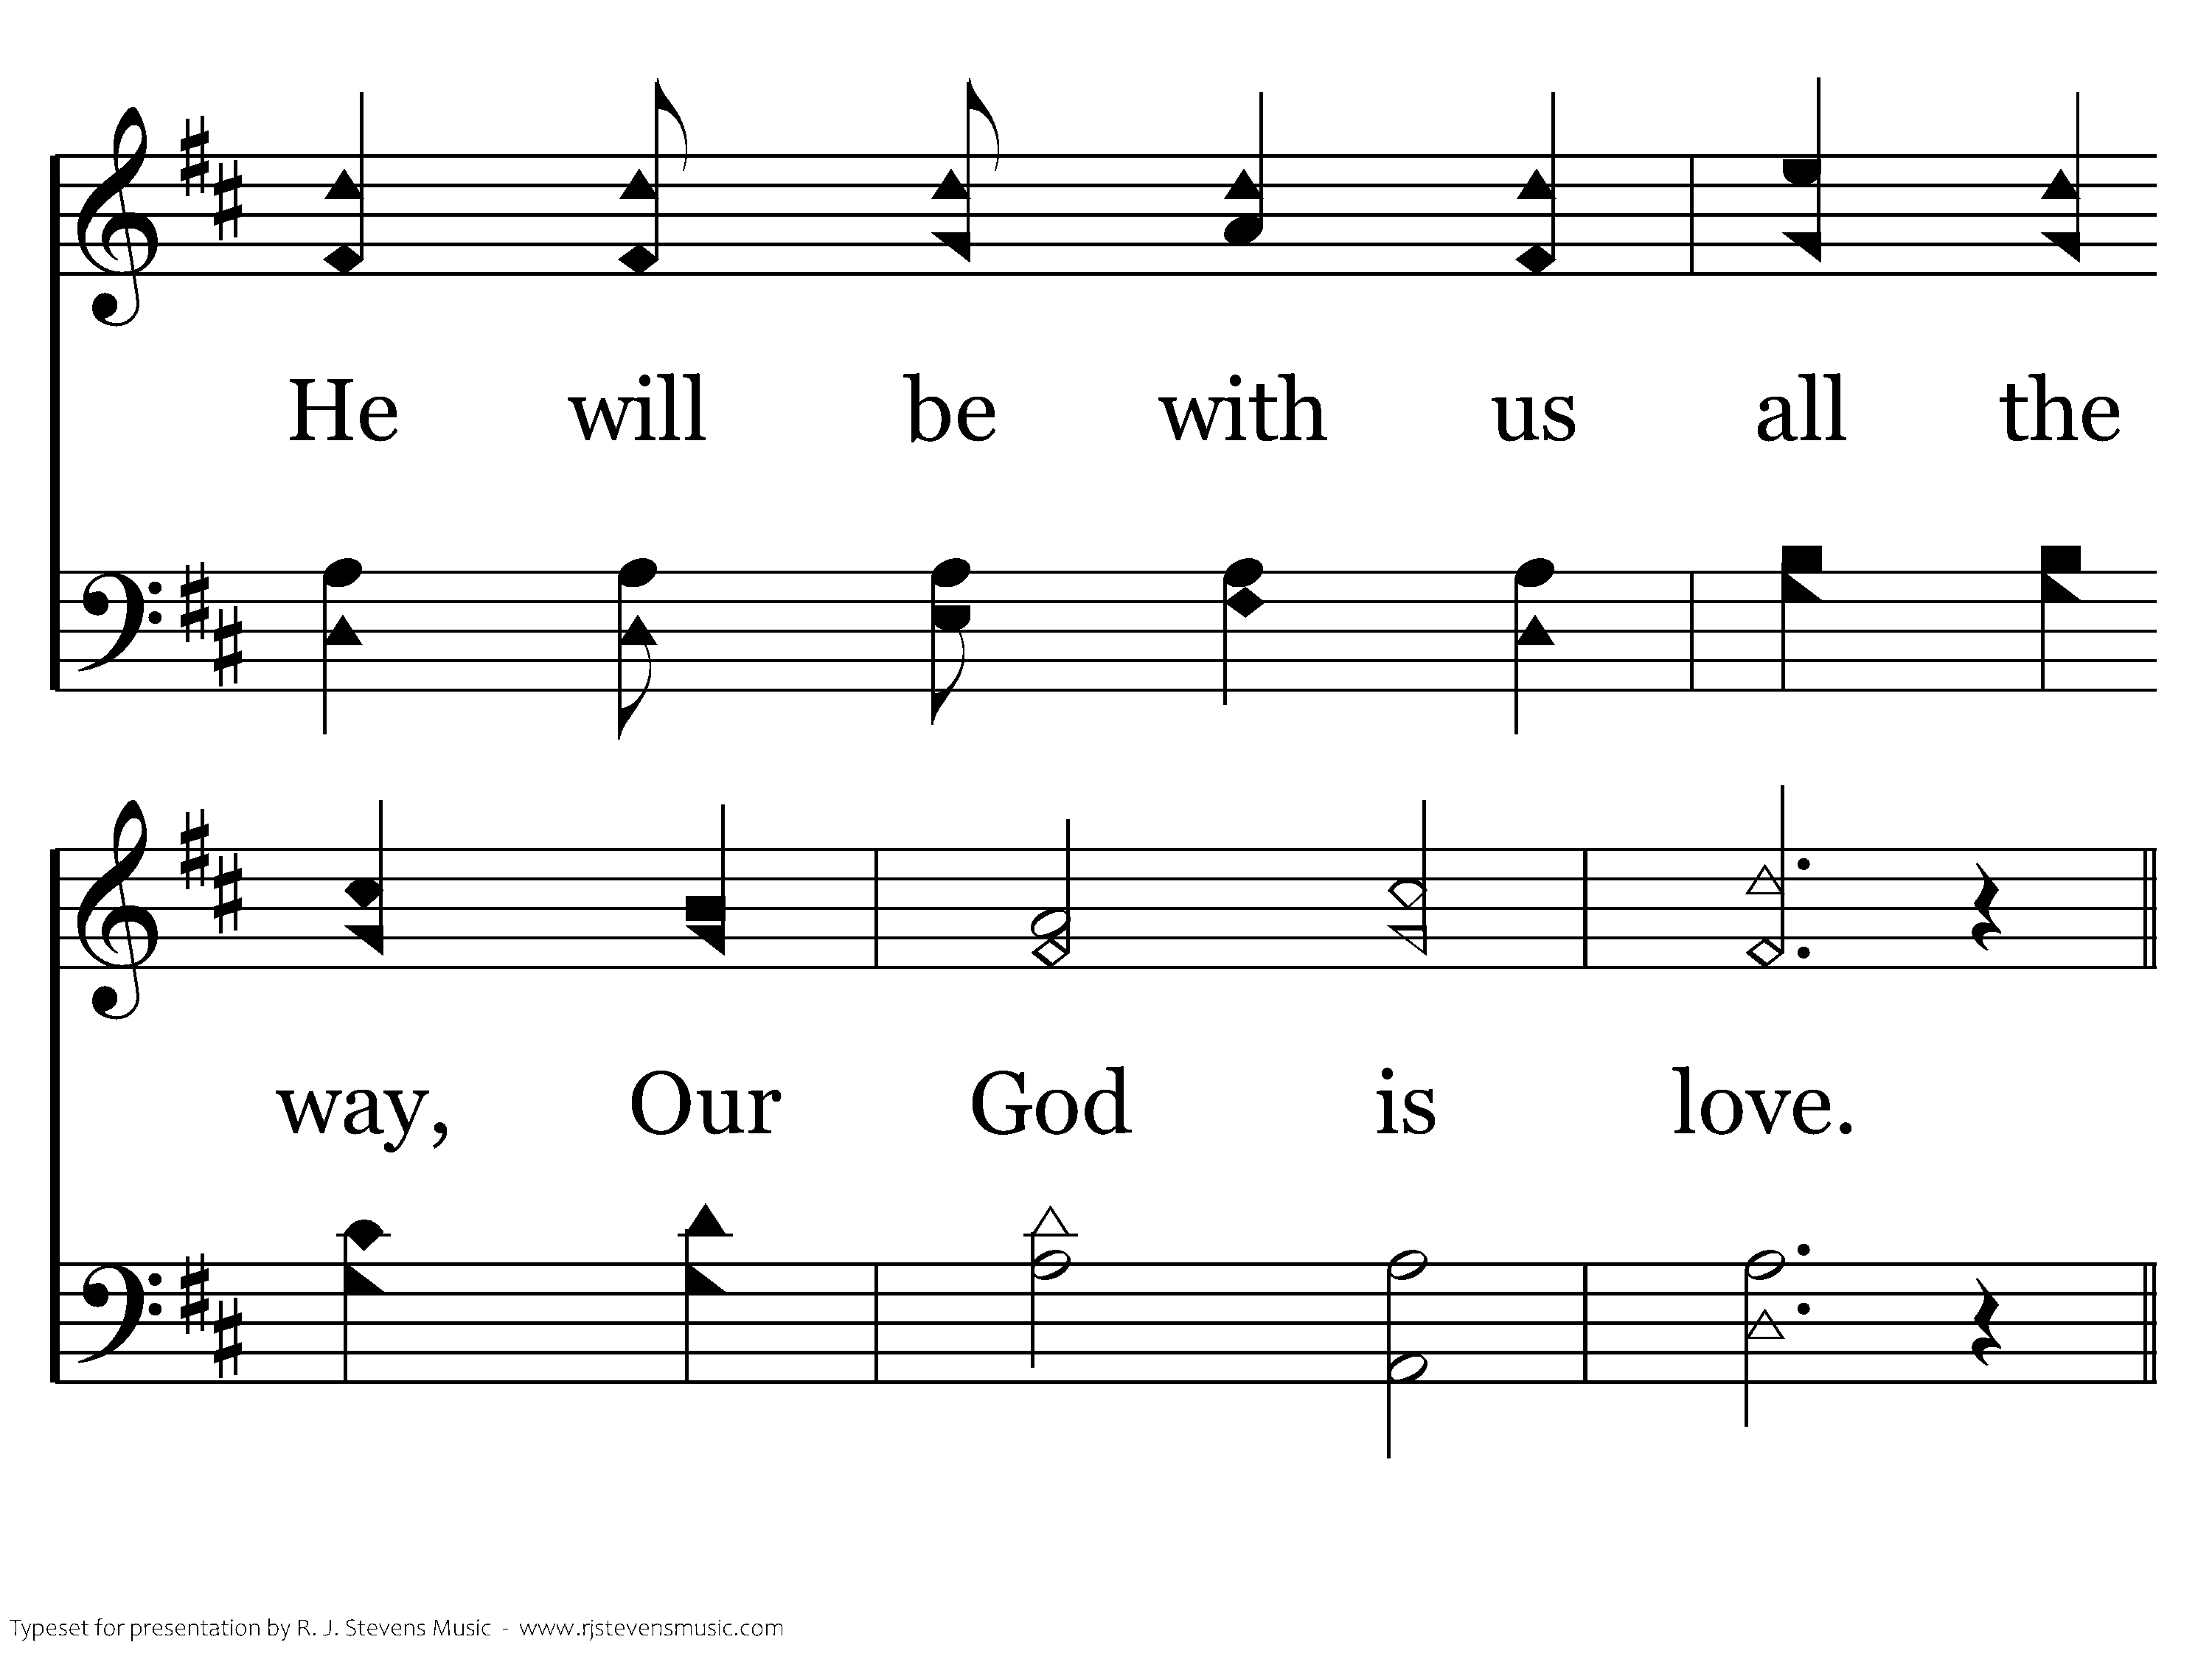 He will be with us all the
way, Our God is love.
Typeset for presentation by R. J. Stevens Music - www.rjstevensmusic.com